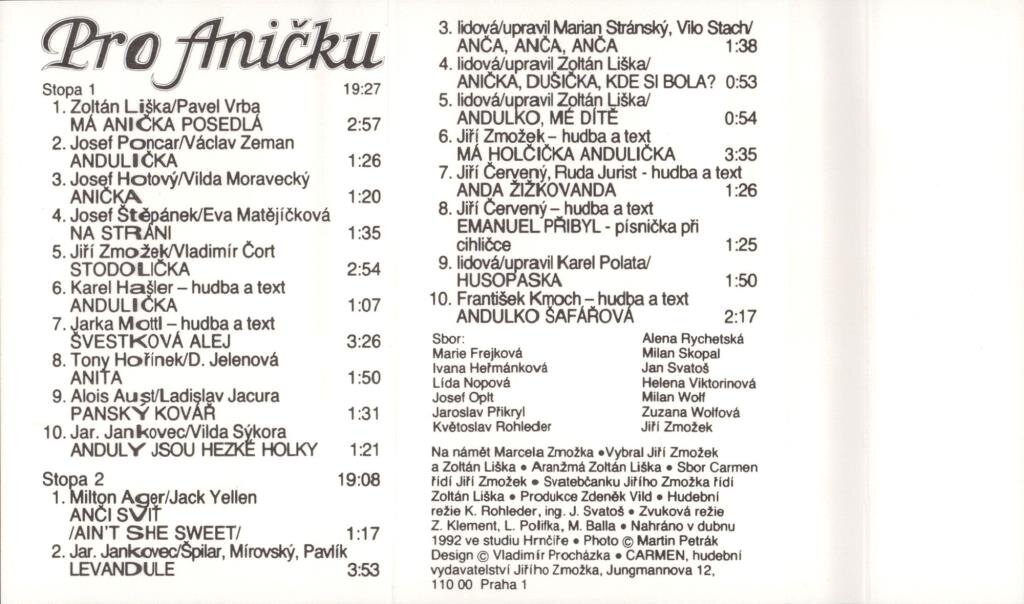 Pro Aničku
Stopa 1 19:27
1. Zoltán Liška/Pavel Vrba
MÁ ANIČKA POSEDLÁ 2:57
2. Josef Poncar/Václav Zeman
ANDULIČKA 1:26
3. Josef Hotový/Vilda Moravecký
ANIČKA 1:20
4. Josef Štěpánek/Eva Matějíčková
NA STRÁNI 1:35
5. Jiří Zmožek/Vladimír Čort
STODOLIČKA 2:54
6. Karel Hašler – hudba a text
ANDULIČKA 1:07
7. Jarka Mottl – hudba a text
ŠVESTKOVÁ ALEJ 3:26
8. Tony Hořínek/D. Jelenová
ANITA 1:50
9. Alois Aust/Ladislav Jacura
PANSKÝ KOVÁŘ 1:31
10. Jar. Jankovec/Vilda Sýkora
ANDULY JSOU HEZKÉ HOLKY 1:21
Stopa 2 19:08
1. Milton Ager/Jack Yellen
ANČI SVIŤ
/AIN'T SHE SWEET/ 1:17
2. Jar. Jankovec/Špilar, Mírovský, Pavlík
LEVANDULE 3:53
3. lidová/upravil Marian Stránský, Vilo Stach/
ANČA, ANČA, ANČA 1:38
4. lidová/upravil Zoltán Liška/
ANIČKA, DUŠIČKA, KDE SI BOLA? 0:53
5. lidová/upravil Zoltán Liška/
ANDULKO, MÉ DÍTĚ 0:54
6. Jiří Zmožek – hudba a text
MÁ HOLČIČKA ANDULIČKA 3:35
7. Jiří Červený, Ruda Jurist - hudba a text
ANDA ŽIŽKOVANDA 1:26
8. Jiří Červený – hudba a text
EMANUEL PŘIBYL - písnička při
cihličce 1:25
9. lidová/upravil Karel Polata/
HUSOPASKA 1:50
10. František Kmoch – hudba a text
ANDULKO ŠAFÁŘOVÁ 2:17
Sbor: Alena Rychetská
Marie Frejková Milan Skopal
Ivana Heřmánková Jan Svatoš
Lída Nopová Helena Viktorinová
Josef Oplt Milan Wolf
Jaroslav Přikryl Zuzana Wolfová
Květoslav Rohleder Jiří Zmožek
Na námět Marcela Zmožka • Vybral Jiří Zmožek
a Zoltán Liška • Aranžmá Zoltán Liška • Sbor Carmen
řídí Jiří Zmožek • Svatebčanku Jiřího Zmožka řídí
Zoltán Liška • Produkce Zdeněk Vild • Hudební
režie K. Rohleder, ing. J. Svatoš • Zvuková režie
Z. Klement, L. Polifka, M. Balla • Nahráno v dubnu
1992 ve studiu Hrnčíře • Photo © Martin Petrák
Design © Vladimír Procházka • CARMEN, hudební
vydavatelství Jiřího Zmožka, Jungmannova 12,
110 00 Praha 1